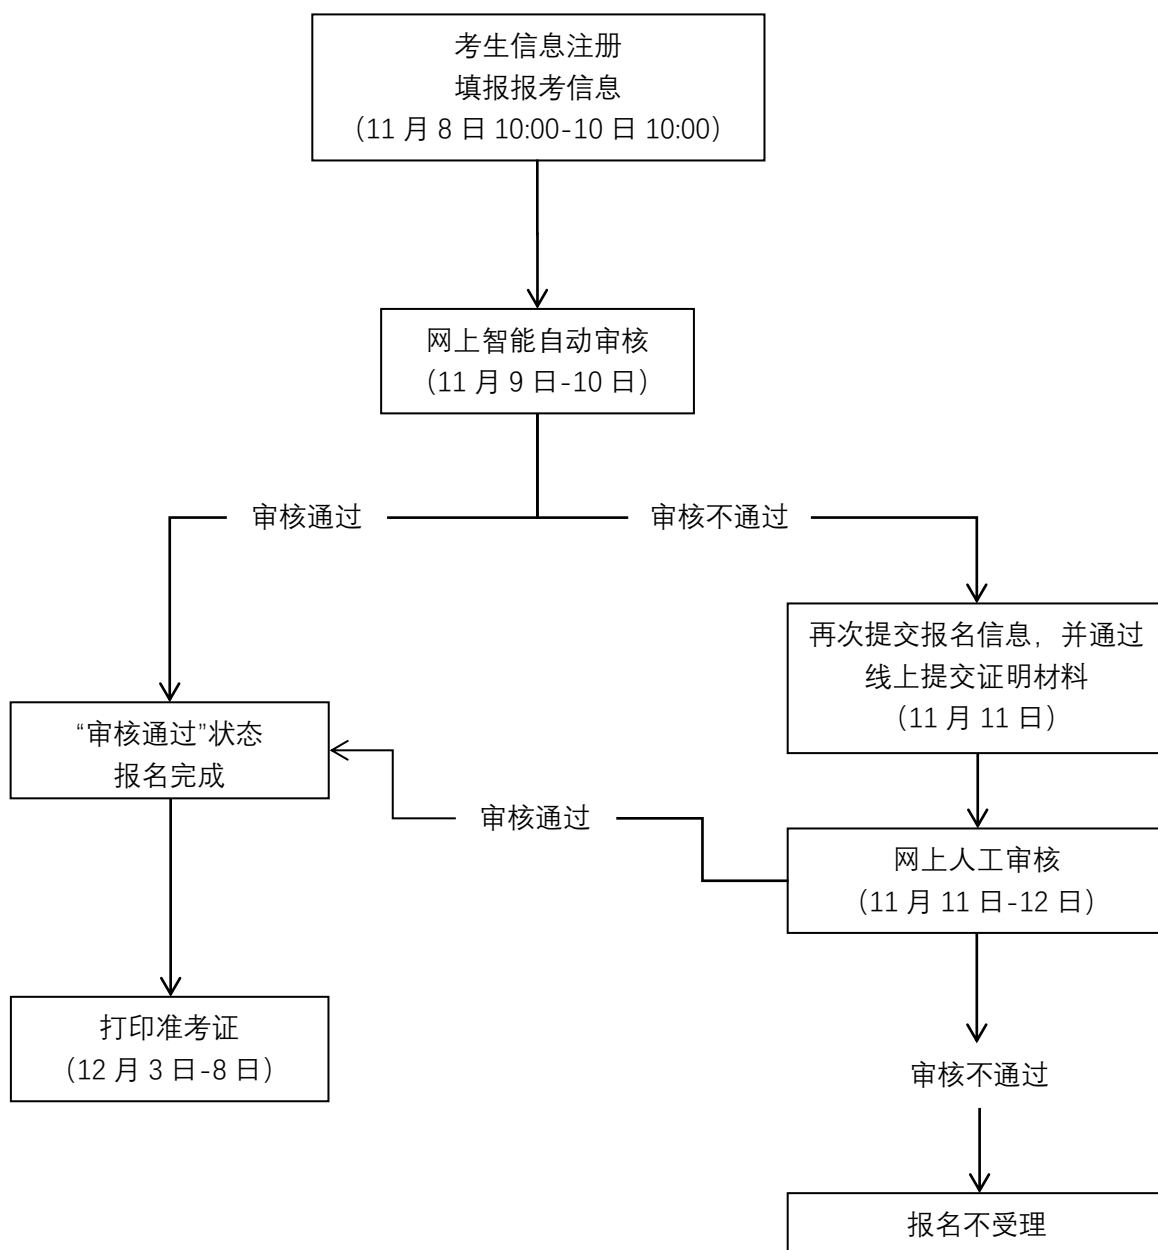 考生信息注册
填报报考信息
（11 月 8 日 10:00-10 日 10:00）
网上智能自动审核
（11 月 9 日-10 日）
审核通过
审核不通过
再次提交报名信息，并通过
线上提交证明材料
（11 月 11 日）
“审核通过”状态
报名完成
审核通过
网上人工审核
（11 月 11 日-12 日）
打印准考证
（12 月 3 日-8 日）
审核不通过
报名不受理